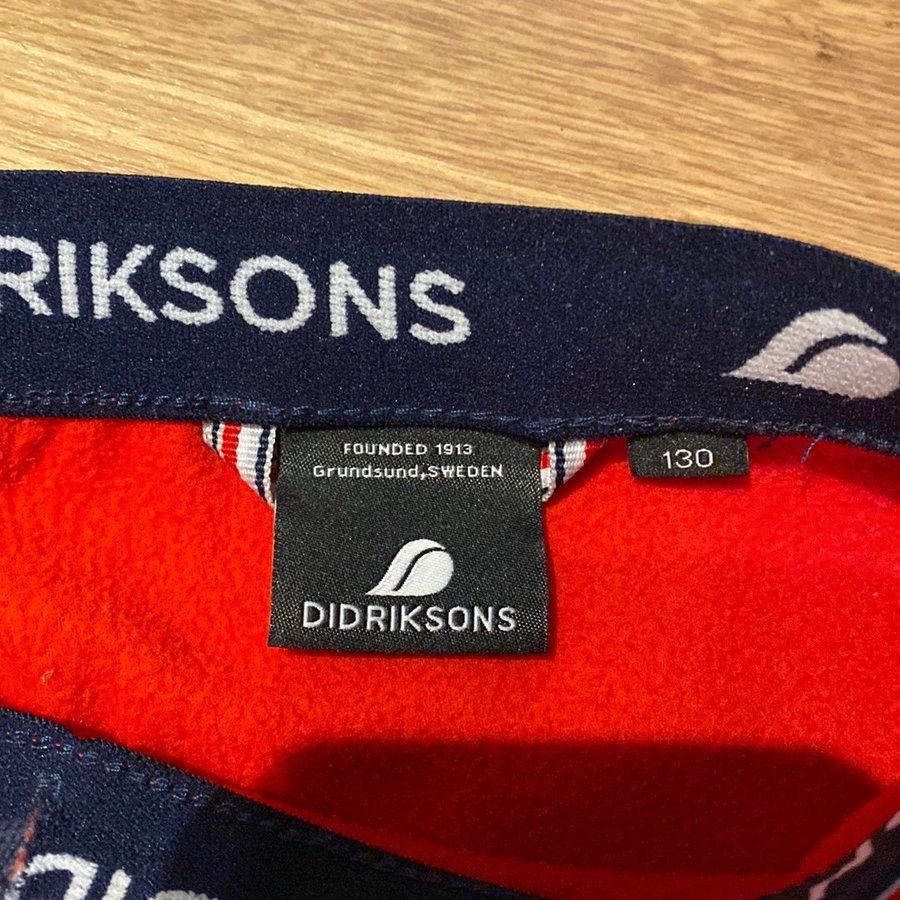 RIKSONS
FOUNDED 1913
Grundsund, SWEDEN
130
DIDRIKSONS